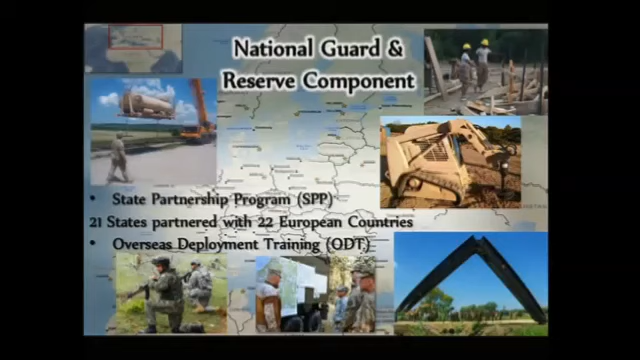 National Guard &
Reserve Component
• State Partnership Program (SPP)
21 States partnered with 22 European Countries
• Overseas Deployment Training (ODT)